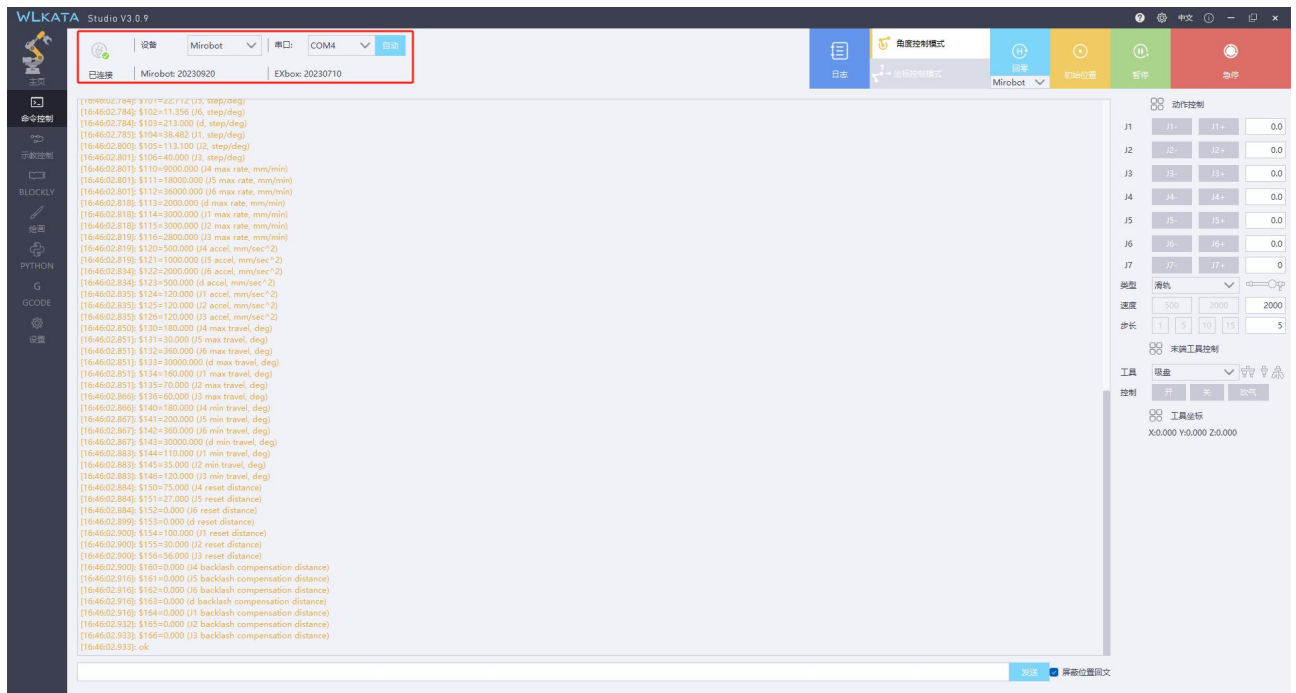 WLKATA Studio V3.0.9
中文
主页
命令控制
示教控制
BLOCKLY
绘画
PYTHON
G
GCODE
设置
设备 Mirobot 串口: COM4 自动
已连接 Mirobot: 20230920 EXbox: 20230710
日志
角度控制模式
坐标控制模式
回零
Mirobot
初始位置
暂停
急停
[16:46:02.784]: $101=22.712 (J5, step/deg)
[16:46:02.784]: $102=11.356 (J6, step/deg)
[16:46:02.784]: $103=213.000 (d, step/deg)
[16:46:02.785]: $104=38.482 (J1, step/deg)
[16:46:02.800]: $105=113.100 (J2, step/deg)
[16:46:02.801]: $106=40.000 (J3, step/deg)
[16:46:02.801]: $110=9000.000 (J4 max rate, mm/min)
[16:46:02.801]: $111=18000.000 (J5 max rate, mm/min)
[16:46:02.801]: $112=36000.000 (J6 max rate, mm/min)
[16:46:02.818]: $113=2000.000 (d max rate, mm/min)
[16:46:02.818]: $114=3000.000 (J1 max rate, mm/min)
[16:46:02.818]: $115=3000.000 (J2 max rate, mm/min)
[16:46:02.819]: $116=2800.000 (J3 max rate, mm/min)
[16:46:02.819]: $120=500.000 (J4 accel, mm/sec^2)
[16:46:02.819]: $121=1000.000 (J5 accel, mm/sec^2)
[16:46:02.834]: $122=2000.000 (J6 accel, mm/sec^2)
[16:46:02.834]: $123=500.000 (d accel, mm/sec^2)
[16:46:02.835]: $124=120.000 (J1 accel, mm/sec^2)
[16:46:02.835]: $125=120.000 (J2 accel, mm/sec^2)
[16:46:02.835]: $126=120.000 (J3 accel, mm/sec^2)
[16:46:02.850]: $130=180.000 (J4 max travel, deg)
[16:46:02.851]: $131=30.000 (J5 max travel, deg)
[16:46:02.851]: $132=360.000 (J6 max travel, deg)
[16:46:02.851]: $133=30000.000 (d max travel, deg)
[16:46:02.851]: $134=160.000 (J1 max travel, deg)
[16:46:02.851]: $135=70.000 (J2 max travel, deg)
[16:46:02.866]: $136=60.000 (J3 max travel, deg)
[16:46:02.866]: $140=180.000 (J4 min travel, deg)
[16:46:02.867]: $141=200.000 (J5 min travel, deg)
[16:46:02.867]: $142=360.000 (J6 min travel, deg)
[16:46:02.867]: $143=30000.000 (d min travel, deg)
[16:46:02.883]: $144=110.000 (J1 min travel, deg)
[16:46:02.883]: $145=35.000 (J2 min travel, deg)
[16:46:02.883]: $146=120.000 (J3 min travel, deg)
[16:46:02.884]: $150=75.000 (J4 reset distance)
[16:46:02.884]: $151=27.000 (J5 reset distance)
[16:46:02.884]: $152=0.000 (J6 reset distance)
[16:46:02.899]: $153=0.000 (d reset distance)
[16:46:02.900]: $154=100.000 (J1 reset distance)
[16:46:02.900]: $155=30.000 (J2 reset distance)
[16:46:02.900]: $156=56.000 (J3 reset distance)
[16:46:02.900]: $160=0.000 (J4 backlash compensation distance)
[16:46:02.916]: $161=0.000 (J5 backlash compensation distance)
[16:46:02.916]: $162=0.000 (J6 backlash compensation distance)
[16:46:02.916]: $163=0.000 (d backlash compensation distance)
[16:46:02.916]: $164=0.000 (J1 backlash compensation distance)
[16:46:02.932]: $165=0.000 (J2 backlash compensation distance)
[16:46:02.933]: $166=0.000 (J3 backlash compensation distance)
[16:46:02.933]: ok
发送 屏蔽位置回文
动作控制
J1 J1- J1+ 0.0
J2 J2- J2+ 0.0
J3 J3- J3+ 0.0
J4 J4- J4+ 0.0
J5 J5- J5+ 0.0
J6 J6- J6+ 0.0
J7 J7- J7+ 0
类型 滑轨
速度 500 2000 2000
步长 1 5 10 15 5
末端工具控制
工具 吸盘
控制 开 关 吹气
工具坐标
X:0.000 Y:0.000 Z:0.000